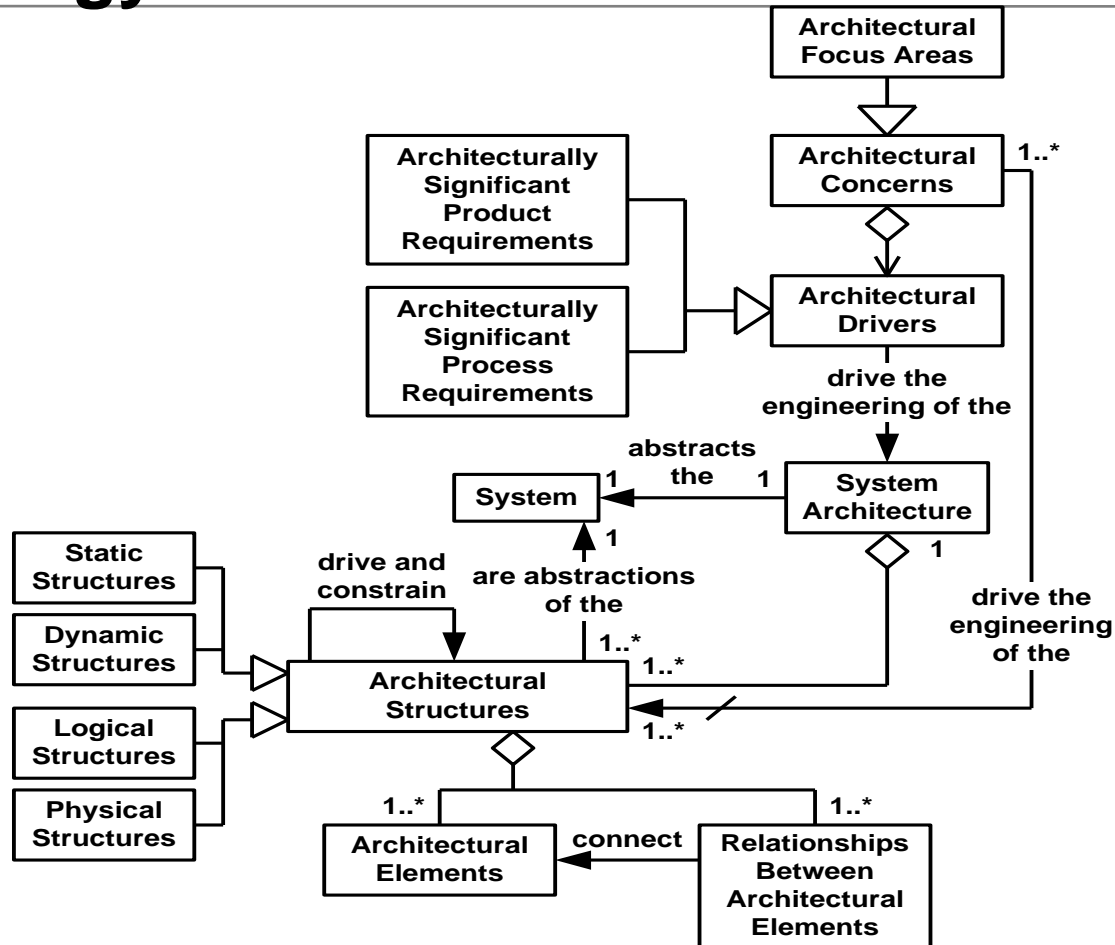 Architectural
Focus Areas
Architecturally
Significant
Product
Requirements
Architectural
Concerns
1..*
Architecturally
Significant
Process
Requirements
Architectural
Drivers
drive the
engineering of the
abstracts
the
1
1
System
System
Architecture
1
1
Static
Structures
drive and
constrain
are abstractions
of the
drive the
engineering
of the
Dynamic
Structures
1..*
1..*
Architectural
Structures
1..*
Logical
Structures
Physical
Structures
1..*
1..*
Architectural
Elements
connect
Relationships
Between
Architectural
Elements